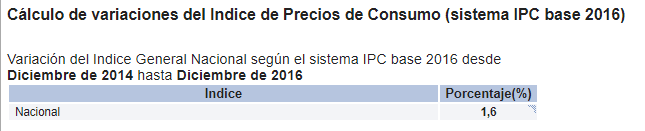 Cálculo de variaciones del Indice de Precios de Consumo (sistema IPC base 2016)
Variación del Indice General Nacional según el sistema IPC base 2016 desde
Diciembre de 2014 hasta Diciembre de 2016
Indice Porcentaje(%)
Nacional 1,6